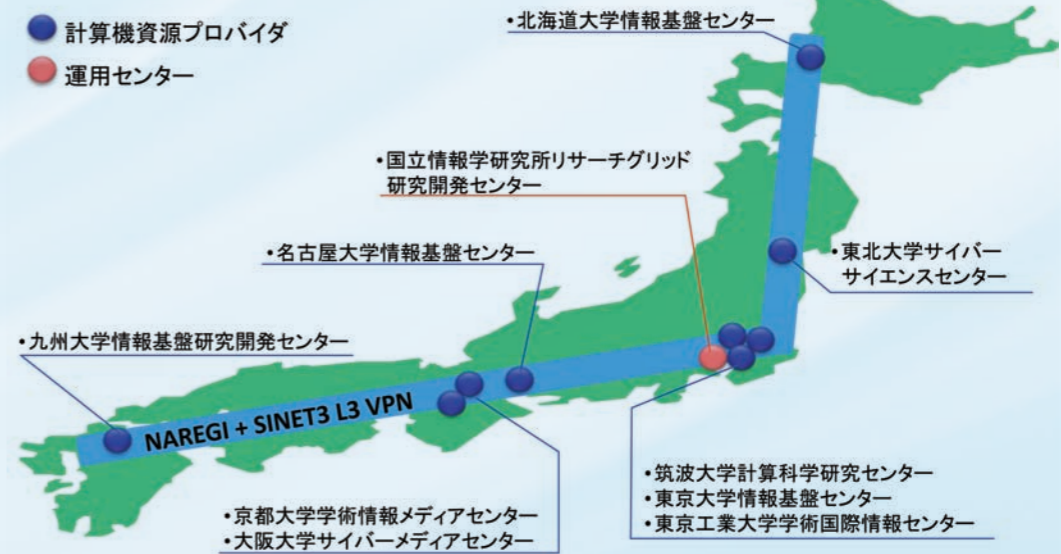 計算機資源プロバイダ
運用センター
・北海道大学情報基盤センター
・国立情報学研究所リサーチグリッド
研究開発センター
・名古屋大学情報基盤センター
・東北大学サイバー
サイエンスセンター
・九州大学情報基盤研究開発センター
NAREGI + SINET3 L3 VPN
・筑波大学計算科学研究センター
・東京大学情報基盤センター
・東京工業大学学術国際情報センター
・京都大学学術情報メディアセンター
・大阪大学サイバーメディアセンター